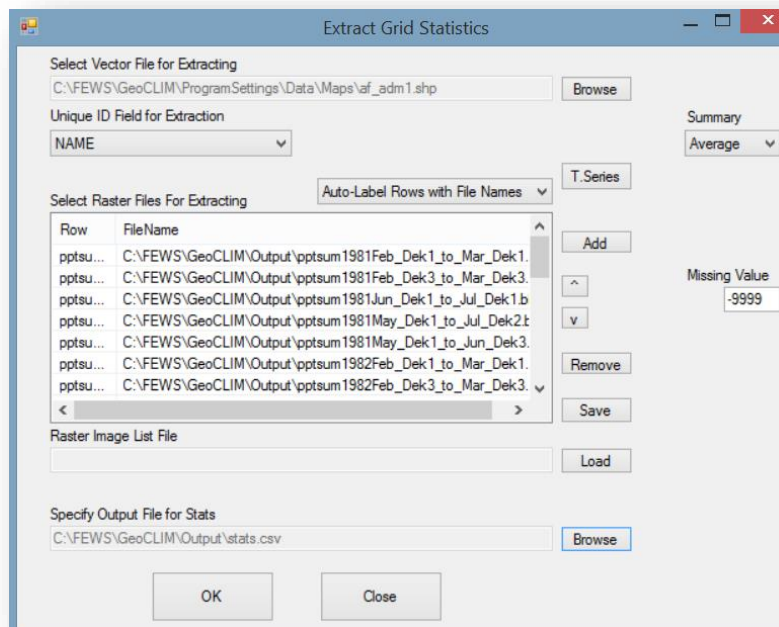 Extract Grid Statistics
Select Vector File for Extracting
C:\FEWS\GeoCLIM\ProgramSettings\Data\Maps\af_adm1.shp
Browse
Unique ID Field for Extraction
Summary
NAME
Average
T.Series
Auto-Label Rows with File Names
Select Raster Files For Extracting
Row FileName
pptsu... C:\FEWS\GeoCLIM\Output\pptsum1981Feb_Dek1_to_Mar_Dek1.
pptsu... C:\FEWS\GeoCLIM\Output\pptsum1981Feb_Dek3_to_Mar_Dek3.
pptsu... C:\FEWS\GeoCLIM\Output\pptsum1981Jun_Dek1_to_Jul_Dek1.b
pptsu... C:\FEWS\GeoCLIM\Output\pptsum1981May_Dek1_to_Jul_Dek2.b
pptsu... C:\FEWS\GeoCLIM\Output\pptsum1981May_Dek1_to_Jun_Dek3.
pptsu... C:\FEWS\GeoCLIM\Output\pptsum1982Feb_Dek1_to_Mar_Dek1.
pptsu... C:\FEWS\GeoCLIM\Output\pptsum1982Feb_Dek3_to_Mar_Dek3.
Add
^
v
Missing Value
-9999
Remove
Save
Raster Image List File
Load
Specify Output File for Stats
C:\FEWS\GeoCLIM\Output\stats.csv
Browse
OK
Close